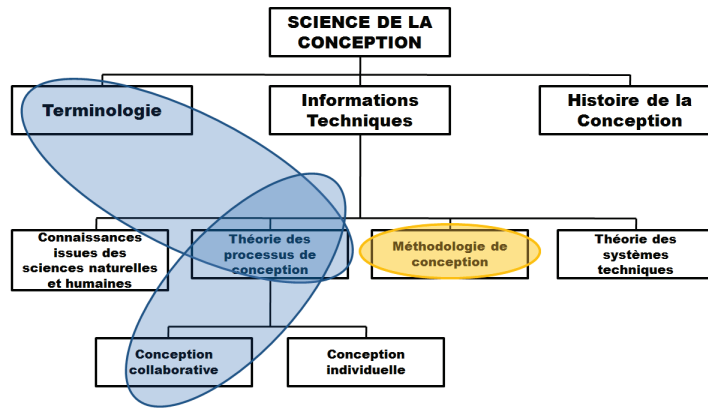 SCIENCE DE LA
CONCEPTION
Terminologie
Informations
Techniques
Histoire de la
Conception
Connaissances
issues des
sciences naturelles
et humaines
Théorie des
processus de
conception
Méthodologie de
conception
Théorie des
systèmes
techniques
Conception
collaborative
Conception
individuelle